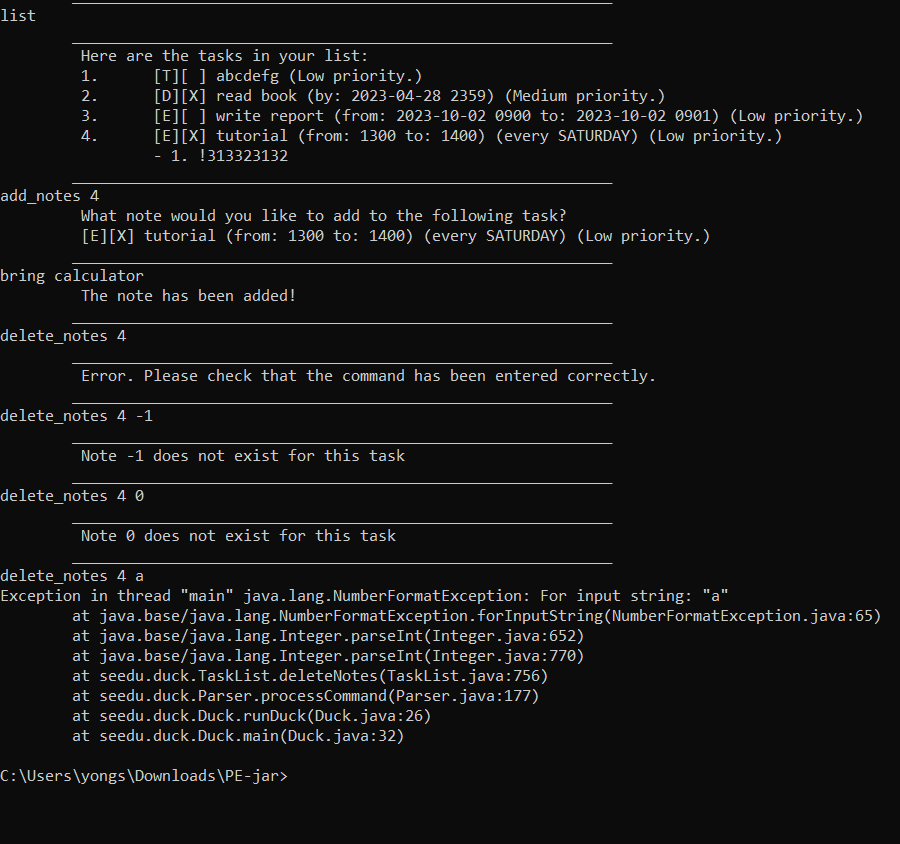 list
Here are the tasks in your list:
1. [T][ ] abcdefg (Low priority.)
2. [D][X] read book (by: 2023-04-28 2359) (Medium priority.)
3. [E][ ] write report (from: 2023-10-02 0900 to: 2023-10-02 0901) (Low priority.)
4. [E][X] tutorial (from: 1300 to: 1400) (every SATURDAY) (Low priority.)
- 1. !313323132
add_notes 4
What note would you like to add to the following task?
[E][X] tutorial (from: 1300 to: 1400) (every SATURDAY) (Low priority.)
bring calculator
The note has been added!
delete_notes 4
Error. Please check that the command has been entered correctly.
delete_notes 4 -1
Note -1 does not exist for this task
delete_notes 4 0
Note 0 does not exist for this task
delete_notes 4 a
Exception in thread "main" java.lang.NumberFormatException: For input string: "a"
at java.base/java.lang.NumberFormatException.forInputString(NumberFormatException.java:65)
at java.base/java.lang.Integer.parseInt(Integer.java:652)
at java.base/java.lang.Integer.parseInt(Integer.java:770)
at seedu.duck.TaskList.deleteNotes(TaskList.java:756)
at seedu.duck.Parser.processCommand(Parser.java:177)
at seedu.duck.Duck.runDuck(Duck.java:26)
at seedu.duck.Duck.main(Duck.java:32)
C:\Users\yongs\Downloads\PE-jar>